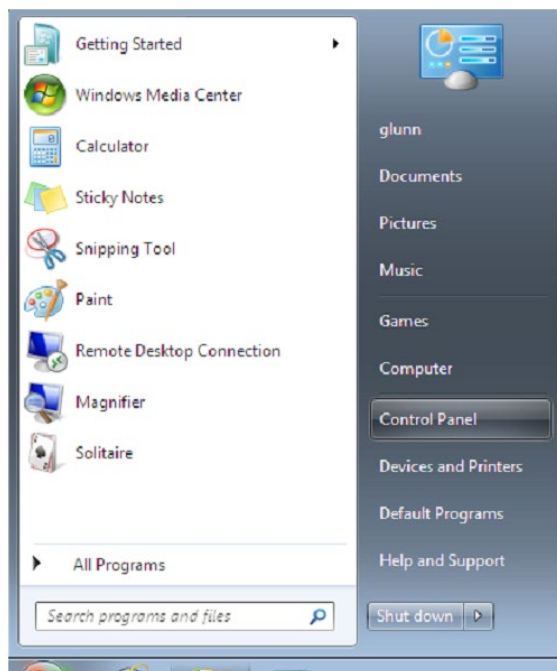 Getting Started
Windows Media Center
Calculator
Sticky Notes
Snipping Tool
Paint
Remote Desktop Connection
Magnifier
Solitaire
All Programs
Search programs and files
glunn
Documents
Pictures
Music
Games
Computer
Control Panel
Devices and Printers
Default Programs
Help and Support
Shut down